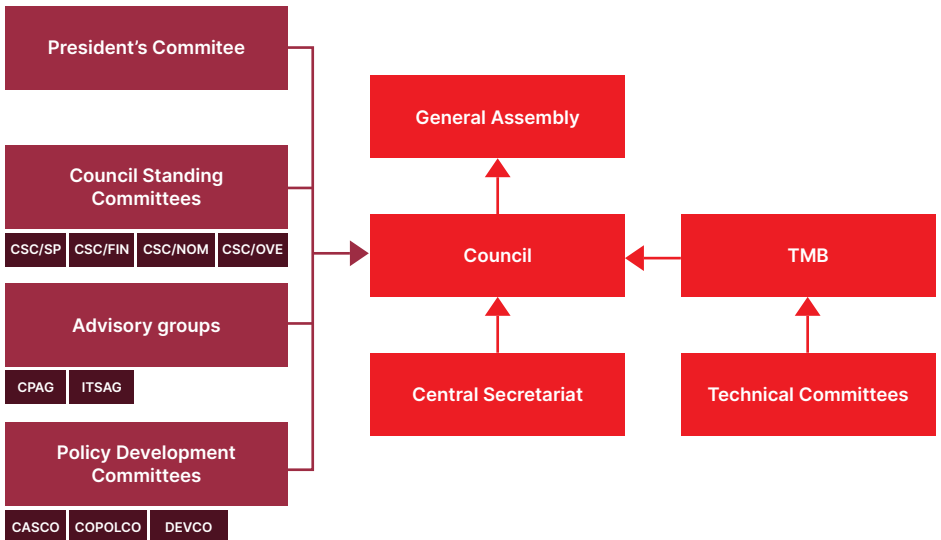 President’s Commitee
Council Standing
Committees
CSC/SP
CSC/FIN
CSC/NOM
CSC/OVE
Advisory groups
CPAG
ITSAG
Policy Development
Committees
CASCO
COPOLCO
DEVCO
General Assembly
Council
TMB
Central Secretariat
Technical Committees